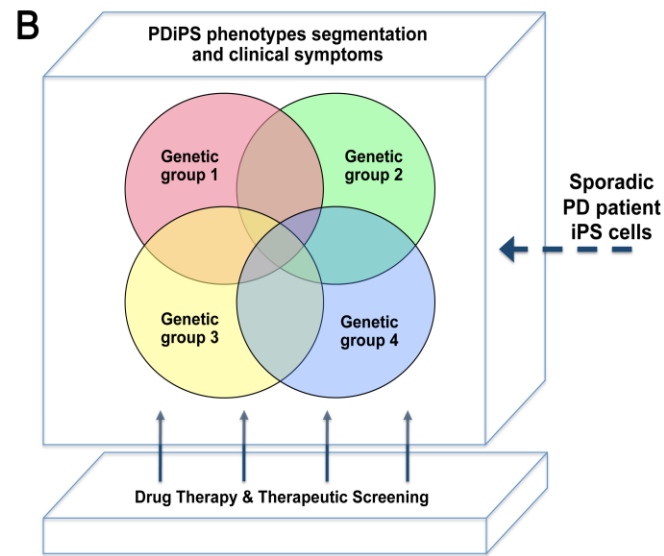 B
PDiPS phenotypes segmentation
and clinical symptoms
Genetic
group 1
Genetic
group 2
Sporadic
PD patient
iPS cells
Genetic
group 3
Genetic
group 4
Drug Therapy & Therapeutic Screening